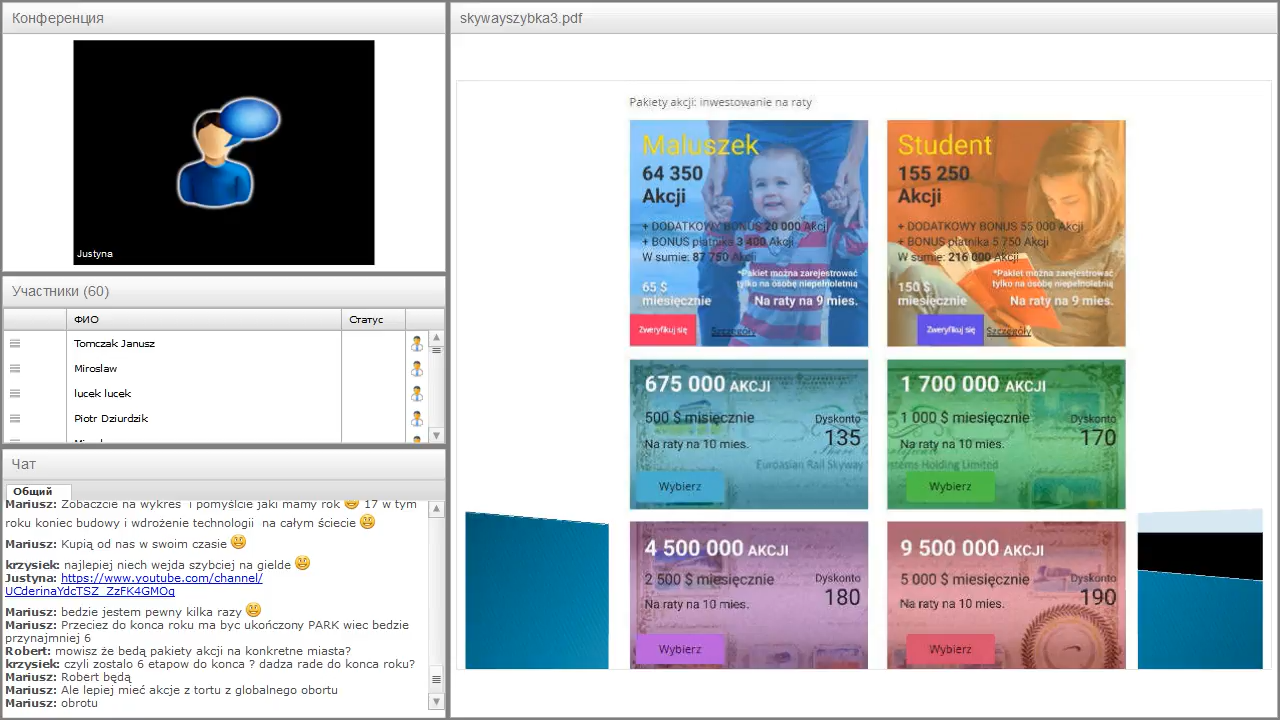 Конференция
Justyna
Участники (60)
ФИО
Статус
Tomczak Janusz
Miroslaw
lucek lucek
Piotr Dziurdzik
Чат
Общий
Mariusz: Zobaczcie na wykres i pomyście jaki mamy rok 17 w tym
roku koniec budowy i wdrożenie technologii na całym ściecie
Mariusz: Kupią od nas w swoim czasie
krzysiek: najlepiej niech wejda szybciej na gielde
Justyna: https://www.youtube.com/channel/
UCderinaYdcTSZ_ZzFK4GMOg
Mariusz: bedzie jestem pewny kilka razy
Mariusz: Przeciez do konca roku ma byc ukończony PARK wiec bedzie
przynajmniej 6
Robert: mowisz że bedą pakiety akcji na konkretne miasta?
krzysiek: czyli zostalo 6 etapow do konca? dadza rade do konca roku?
Mariusz: Robert będą
Mariusz: Ale lepiej mieć akcje z tortu z globalnego obortu
Mariusz: obrotu
skywayszybka3.pdf
Pakiety akcji: inwestowanie na raty
Maluszek
64 350
Akcji
+ DODATKOWY BONUS 20 000 Akcji
+ BONUS płatnika 3 400 Akcji
W sumie: 87 750 Akcji
*Pakiet można zarejestrować
tylko na osobę niepełnoletnią
65 $
miesięcznie
Na raty na 9 mies.
Zweryfikuj się
Szczegóły
Student
155 250
Akcji
+ DODATKOWY BONUS 55 000 Akcji
+ BONUS płatnika 5 750 Akcji
W sumie: 216 000 Akcji
*Pakiet można zarejestrować
tylko na osobę niepełnoletnią
150 $
miesięcznie
Na raty na 9 mies.
Zweryfikuj się
Szczegóły
675 000 AKCJI
500 $ misięcznie
Na raty na 10 mies.
Dyskonto
135
Wybierz
1 700 000 AKCJI
1 000 $ miesięcznie
Na raty na 10 mies.
Dyskonto
170
Wybierz
Euroasian Rail Skyway Systems Holding Limited
4 500 000 AKCJI
2 500 $ miesięcznie
Na raty na 10 mies.
Dyskonto
180
Wybierz
9 500 000 AKCJI
5 000 $ miesięcznie
Na raty na 10 mies.
Dyskonto
190
Wybierz